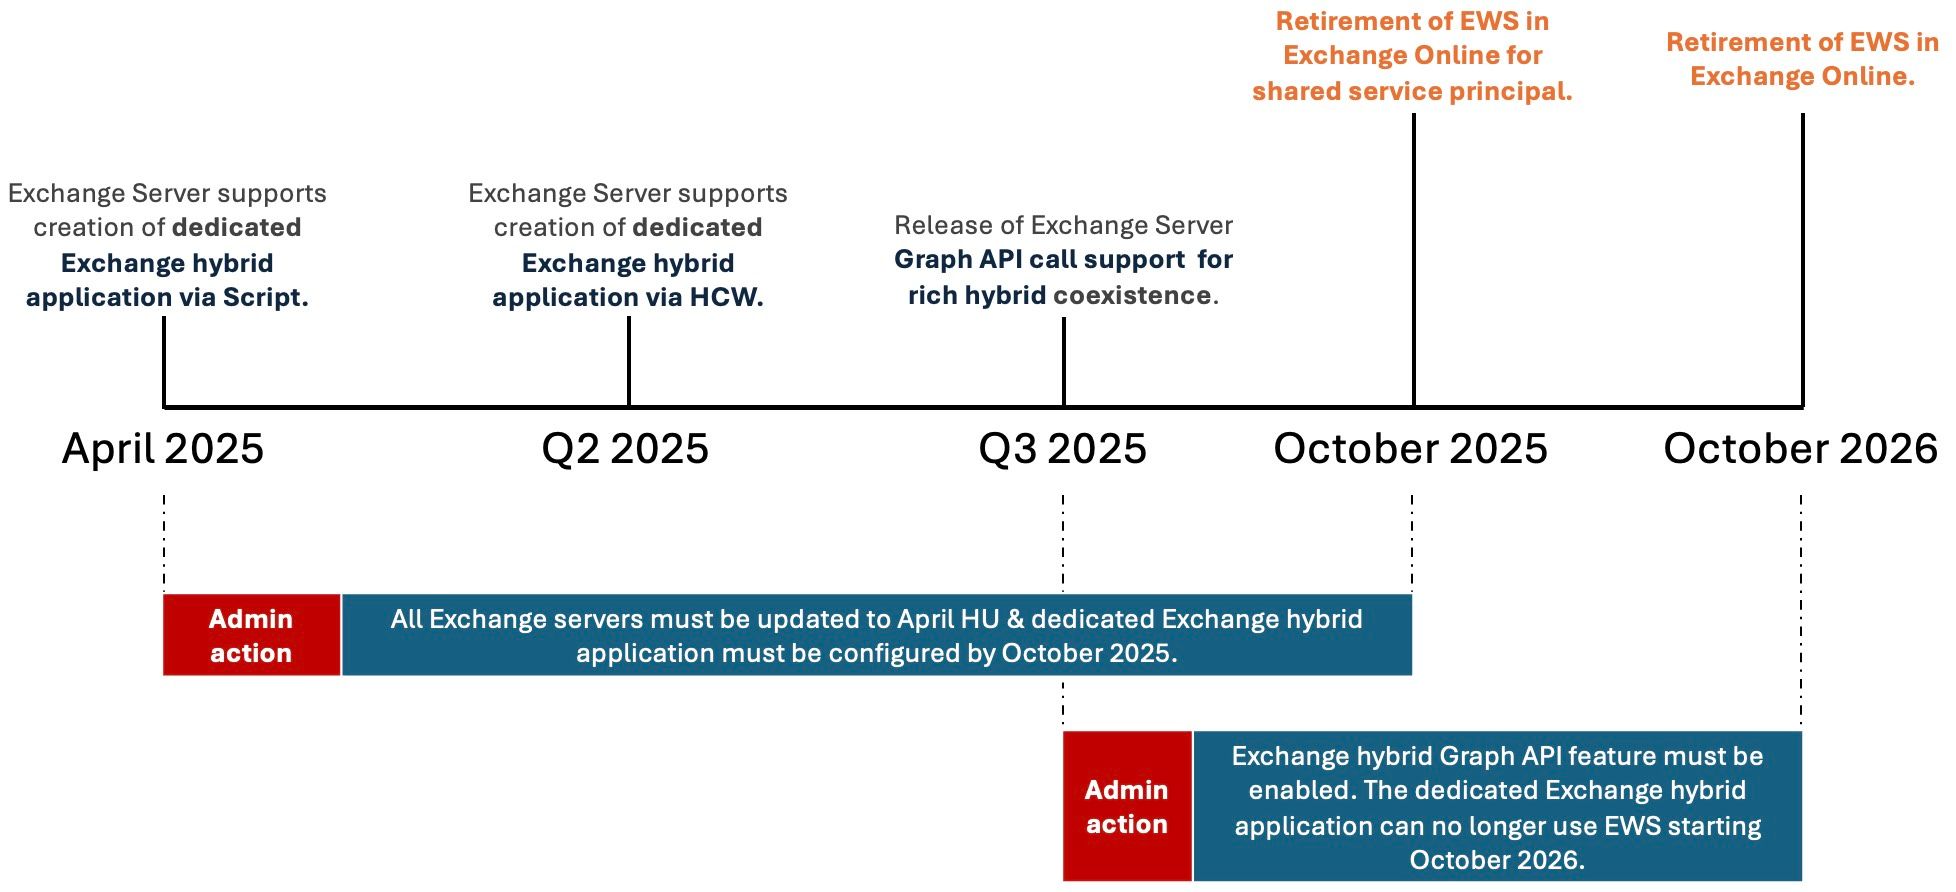 Retirement of EWS in
Exchange Online for
shared service principal.
Retirement of EWS in
Exchange Online.
Exchange Server supports
creation of dedicated
Exchange hybrid
application via Script.
Exchange Server supports
creation of dedicated
Exchange hybrid
application via HCW.
Release of Exchange Server
Graph API call support  for
rich hybrid coexistence.
April 2025
Q2 2025
Q3 2025
October 2025
October 2026
Admin
action
All Exchange servers must be updated to April HU & dedicated Exchange hybrid
application must be configured by October 2025.
Admin
action
Exchange hybrid Graph API feature must be
enabled. The dedicated Exchange hybrid
application can no longer use EWS starting
October 2026.